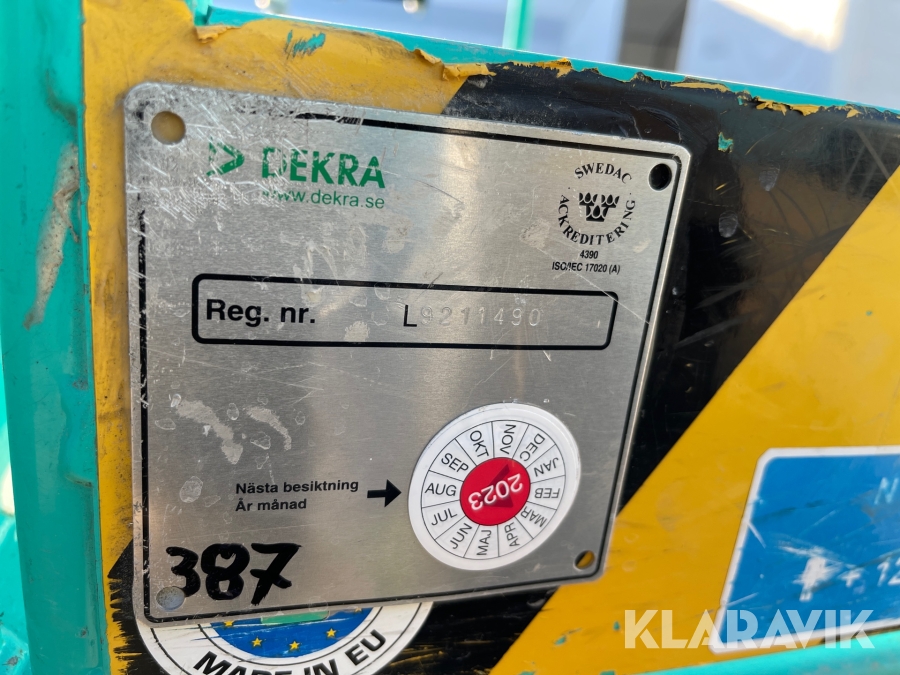 DEKRA
www.dekra.se
SWEDAC
ACKREDITERING
4390
ISO/IEC 17020 (A)
Reg. nr. L9211490
Nästa besiktning
År månad
JAN
FEB
MAR
APR
MAJ
JUN
JUL
AUG
SEP
OKT
NOV
DEC
2023
387
MADE IN EU
N
KLARAVIK